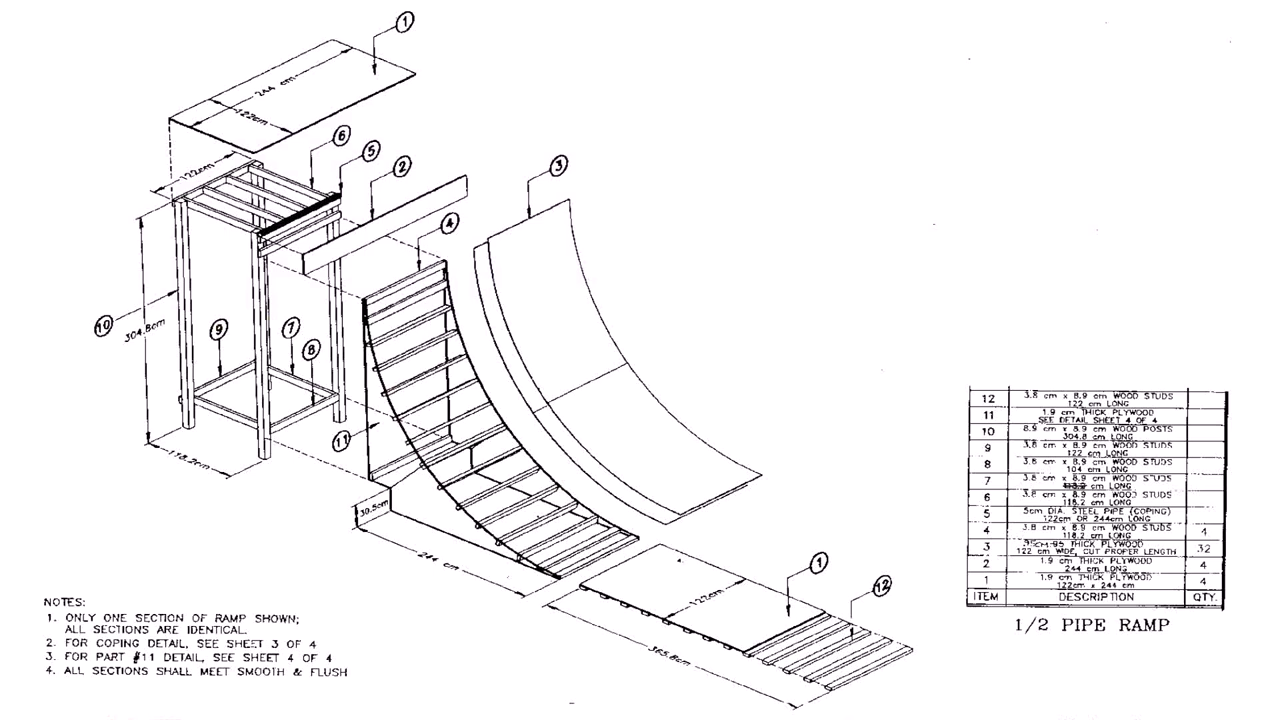 1
244 cm
122cm
6
5
2
3
122cm
4
10
304.8cm
9
7
8
11
118.2cm
30.5cm
244 cm
1
12
122cm
365.8cm
12 3.8 cm x 8.9 cm WOOD STUDS
122 cm LONG
11 1.9 cm THICK PLYWOOD
SEE DETAIL SHEET 4 OF 4
10 8.9 cm x 8.9 cm WOOD POSTS
304.8 cm LONG
9 3.8 cm x 8.9 cm WOOD STUDS
122 cm LONG
8 3.8 cm x 8.9 cm WOOD STUDS
104 cm LONG
7 3.8 cm x 8.9 cm WOOD STUDS
cm LONG
6 3.8 cm x 8.9 cm WOOD STUDS
118.2 cm LONG
5 5cm DIA. STEEL PIPE (COPING)
122cm OR 244cm LONG
4 3.8 cm x 8.9 cm WOOD STUDS 4
118.2 cm LONG
3 THICK PLYWOOD 32
122 cm WIDE, CUT PROPER LENGTH
2 1.9 cm THICK PLYWOOD 4
244 cm LONG
1 1.9 cm THICK PLYWOOD 4
122cm x 244 cm
ITEM DESCRIPTION QTY.
1/2 PIPE RAMP
NOTES:
1. ONLY ONE SECTION OF RAMP SHOWN;
ALL SECTIONS ARE IDENTICAL.
2. FOR COPING DETAIL, SEE SHEET 3 OF 4
3. FOR PART #11 DETAIL, SEE SHEET 4 OF 4
4. ALL SECTIONS SHALL MEET SMOOTH & FLUSH